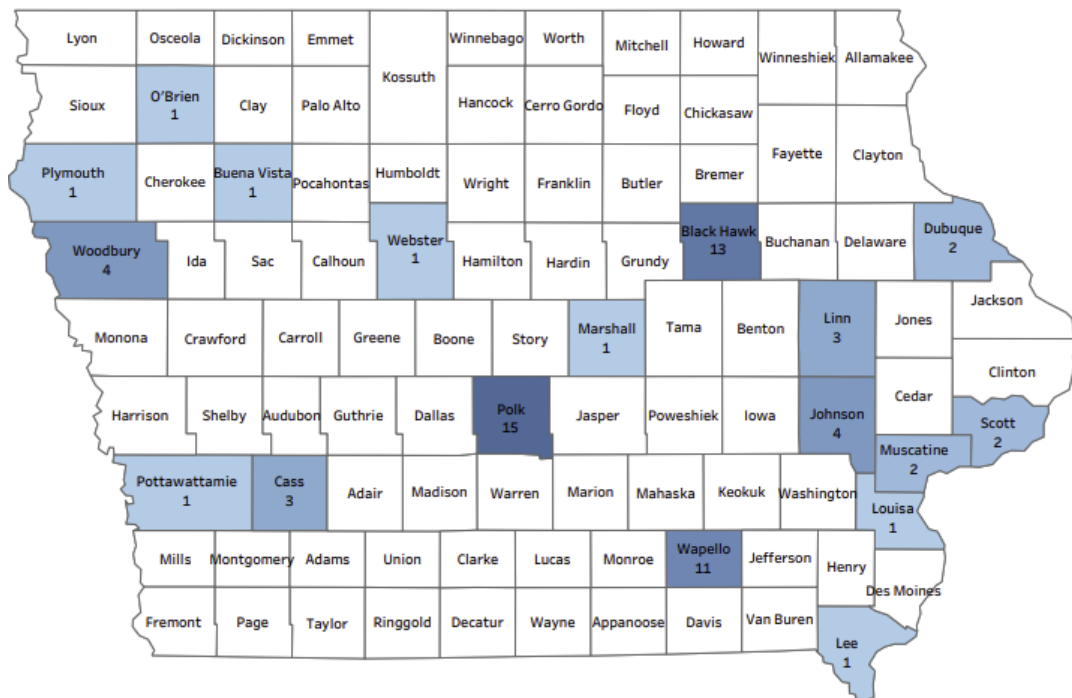 Lyon
Osceola
Dickinson
Emmet
Kossuth
Winnebago
Worth
Mitchell
Howard
Winneshiek
Allamakee
Sioux
O'Brien
1
Clay
Palo Alto
Hancock
Cerro Gordo
Floyd
Chickasaw
Fayette
Clayton
Plymouth
1
Cherokee
Buena Vista
1
Pocahontas
Humboldt
Wright
Franklin
Butler
Bremer
Woodbury
4
Ida
Sac
Calhoun
Webster
1
Hamilton
Hardin
Grundy
Black Hawk
13
Buchanan
Delaware
Dubuque
2
Monona
Crawford
Carroll
Greene
Boone
Story
Marshall
1
Tama
Benton
Linn
3
Jones
Jackson
Clinton
Harrison
Shelby
Audubon
Guthrie
Dallas
Polk
15
Jasper
Poweshiek
Iowa
Johnson
4
Cedar
Scott
2
Muscatine
2
Pottawattamie
1
Cass
3
Adair
Madison
Warren
Marion
Mahaska
Keokuk
Washington
Louisa
1
Mills
Montgomery
Adams
Union
Clarke
Lucas
Monroe
Wapello
11
Jefferson
Henry
Des Moines
Fremont
Page
Taylor
Ringgold
Decatur
Wayne
Appanoose
Davis
Van Buren
Lee
1